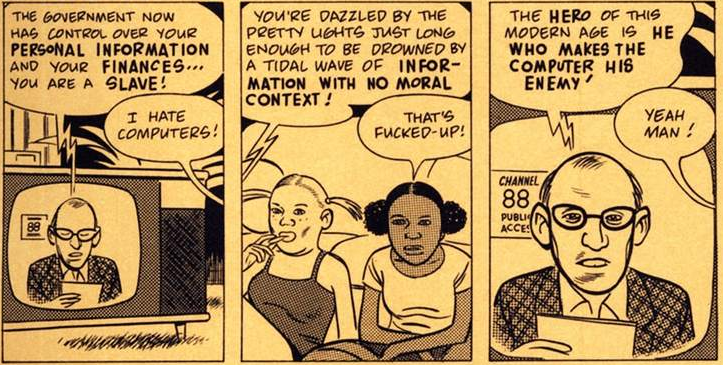 THE GOVERNMENT NOW
HAS CONTROL OVER YOUR
PERSONAL INFORMATION
AND YOUR FINANCES...
YOU ARE A SLAVE!
I HATE
COMPUTERS!
88
YOU'RE DAZZLED BY THE
PRETTY LIGHTS JUST LONG
ENOUGH TO BE DROWNED BY
A TIDAL WAVE OF INFOR-
MATION WITH NO MORAL
CONTEXT!
THAT'S
FUCKED-UP!
THE HERO OF THIS
MODERN AGE IS HE
WHO MAKES THE
COMPUTER HIS
ENEMY!
YEAH
MAN!
CHANNEL
88
PUBLI
ACCES